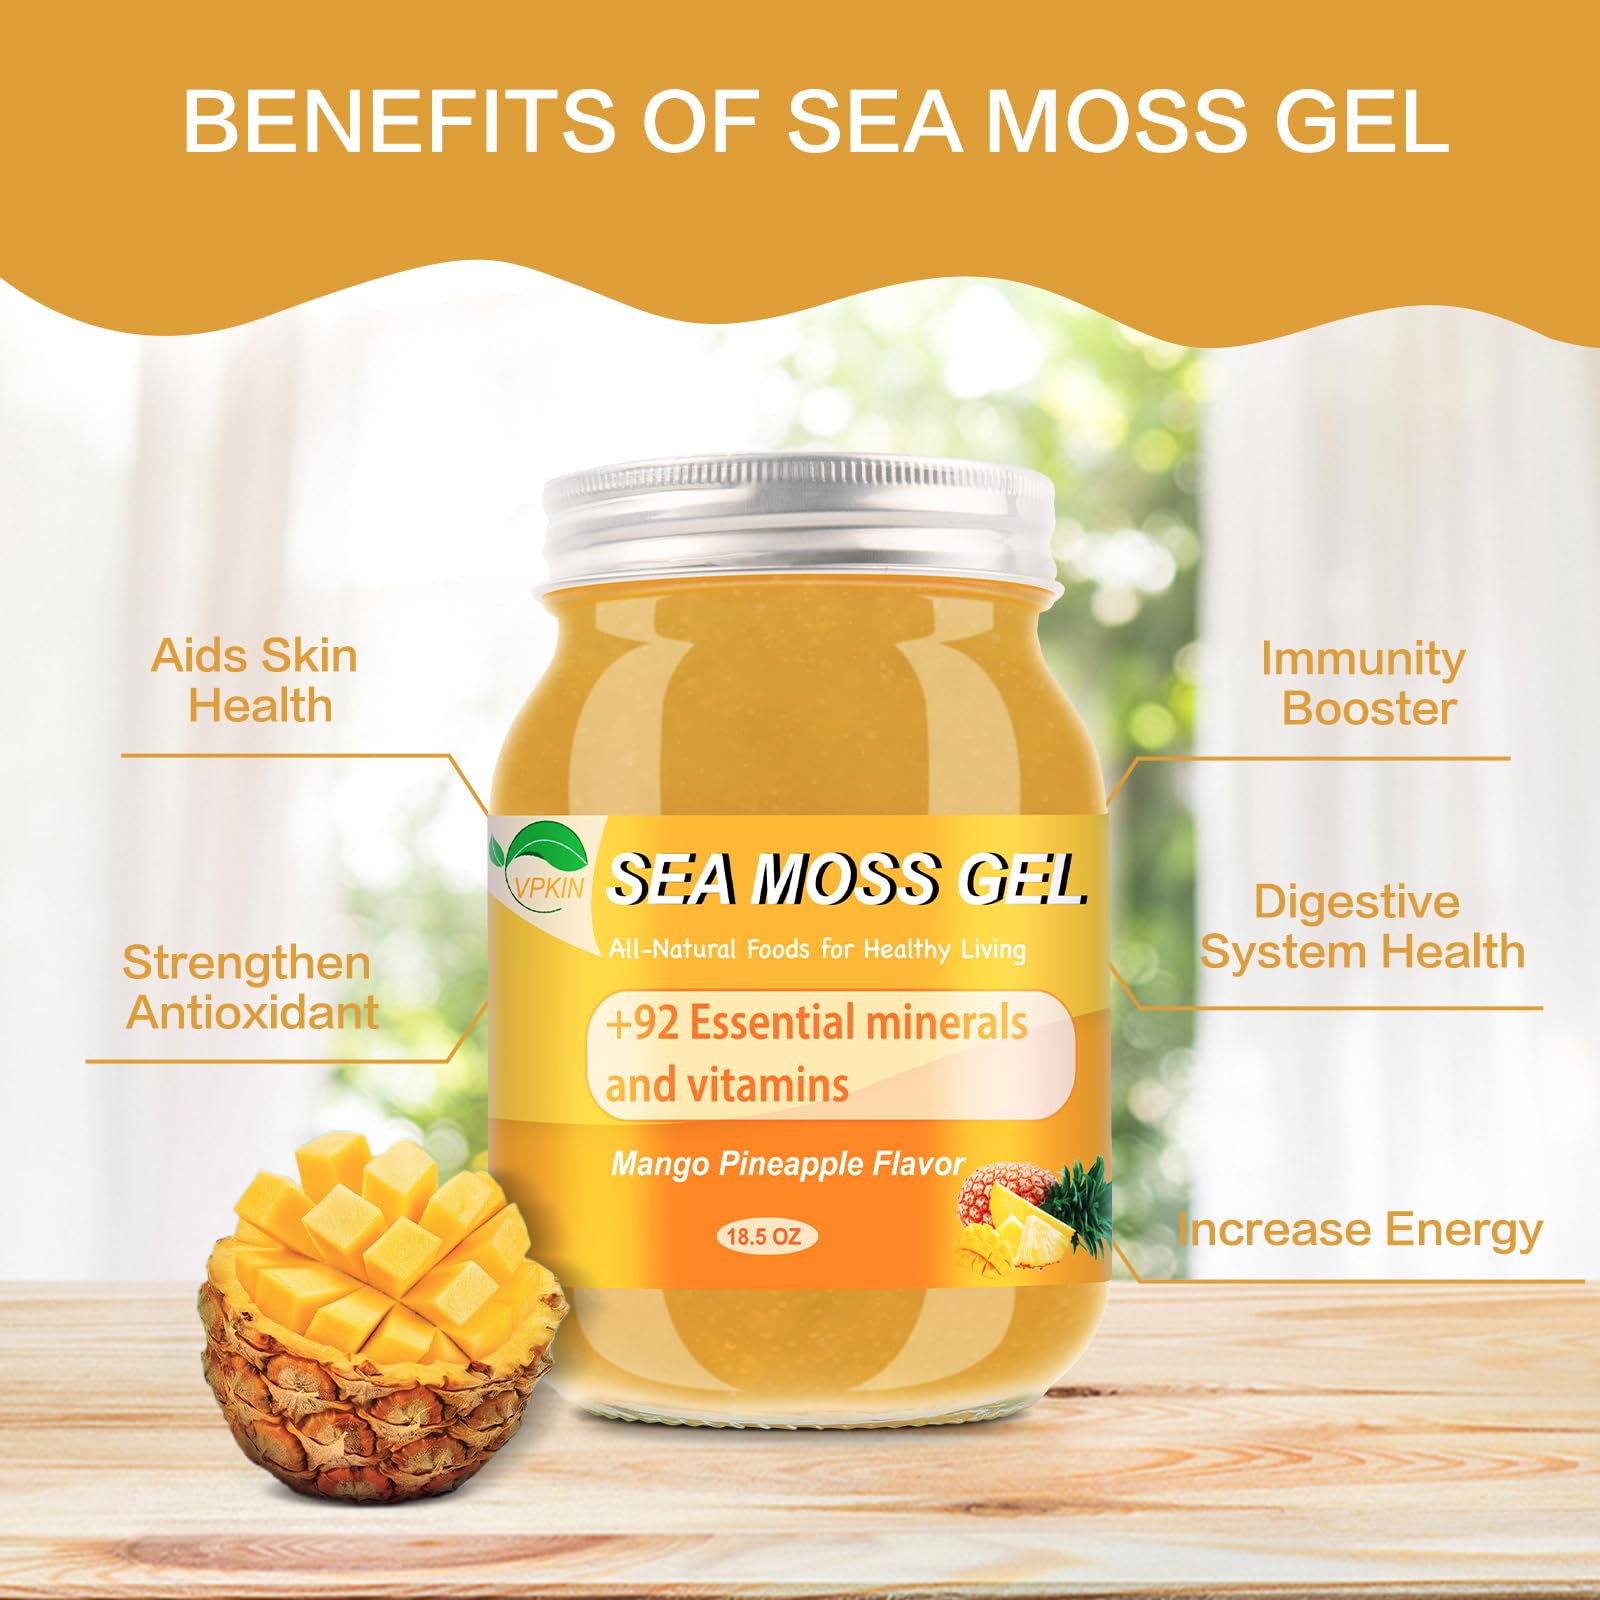 BENEFITS OF SEA MOSS GEL
Aids Skin
Health
Immunity
Booster
VPKIN
SEA MOSS GEL
All-Natural Foods for Healthy Living
Strengthen
Antioxidant
Digestive
System Health
+92 Essential minerals
and vitamins
Mango Pineapple Flavor
18.5 OZ
Increase Energy